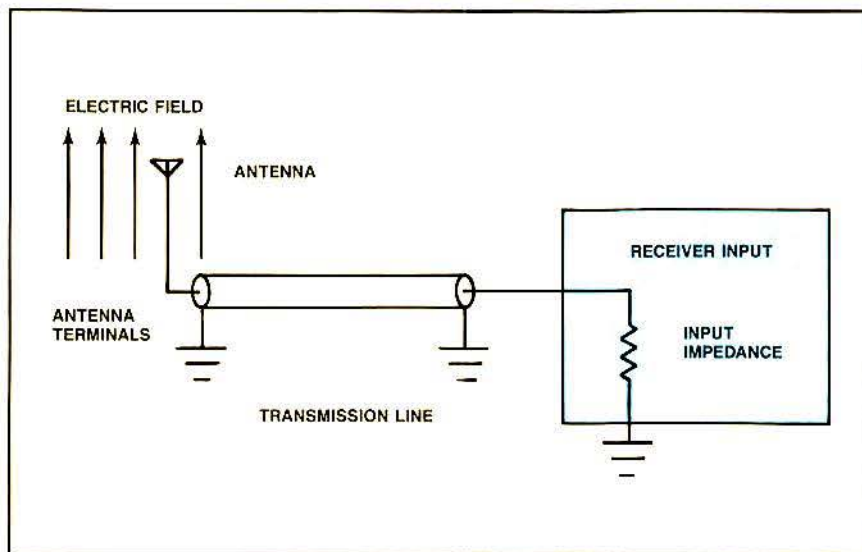 ELECTRIC FIELD
ANTENNA
ANTENNA
TERMINALS
TRANSMISSION LINE
RECEIVER INPUT
INPUT
IMPEDANCE